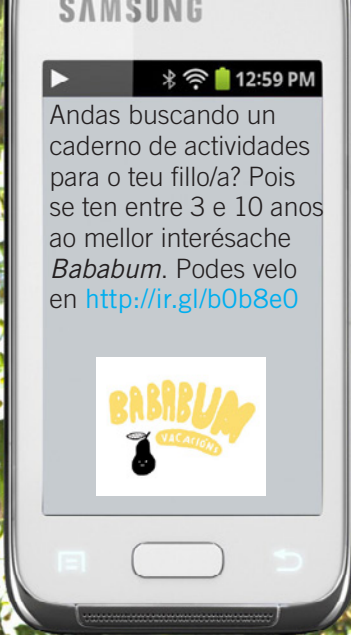 SAMSUNG
12:59 PM
Andas buscando un
caderno de actividades
para o teu fillo/a? Pois
se ten entre 3 e 10 anos
ao mellor interésache
Bababum. Podes velo
en http://ir.gl/b0b8e0
BABABUM
VACACIÓNS